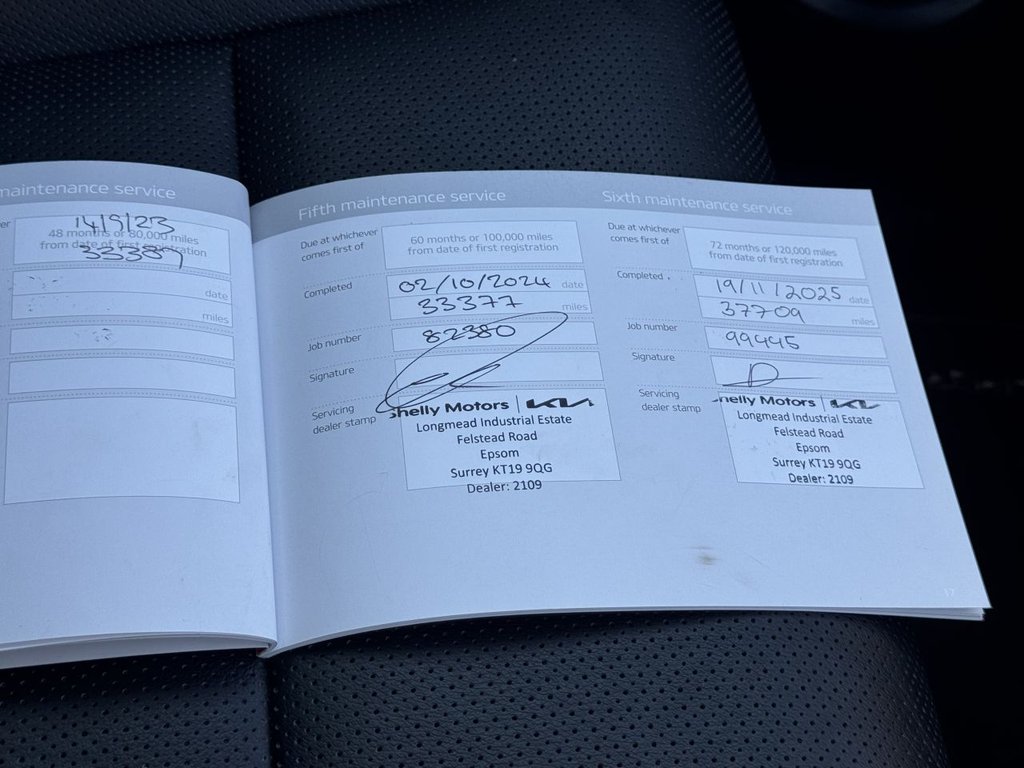 maintenance service
14/9/23
48 months or 80,000 miles
from date of first registration
33389
date
miles
Fifth maintenance service
Due at whichever
comes first of
60 months or 100,000 miles
from date of first registration
Completed
02/10/2024 date
33377 miles
Job number
82380
Signature
Servicing
dealer stamp
Shelly Motors | KIA
Longmead Industrial Estate
Felstead Road
Epsom
Surrey KT19 9QG
Dealer: 2109
Sixth maintenance service
Due at whichever
comes first of
72 months or 120,000 miles
from date of first registration
Completed
19/11/2025 date
37709 miles
Job number
99445
Signature
Servicing
dealer stamp
Shelly Motors | KIA
Longmead Industrial Estate
Felstead Road
Epsom
Surrey KT19 9QG
Dealer: 2109
17